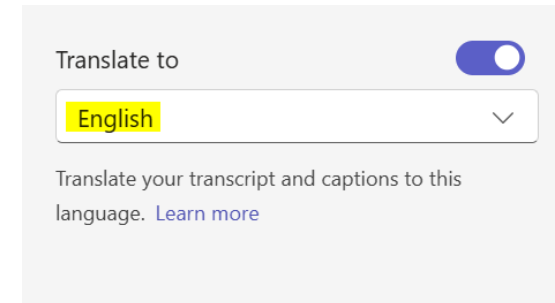 Translate to
English
Translate your transcript and captions to this
language. Learn more